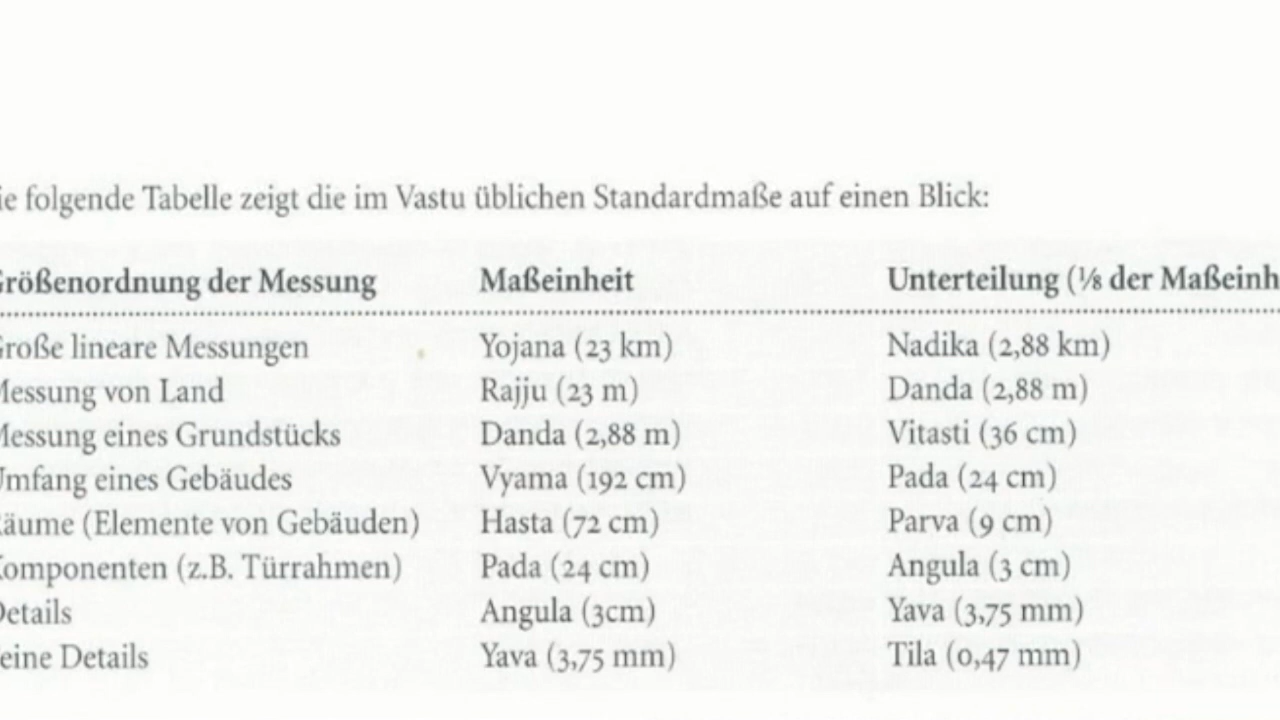 ie folgende Tabelle zeigt die im Vastu üblichen Standardmaße auf einen Blick:
rößenordnung der Messung Maßeinheit Unterteilung (⅛ der Maßeinh
roße lineare Messungen Yojana (23 km) Nadika (2,88 km)
essung von Land Rajju (23 m) Danda (2,88 m)
essung eines Grundstücks Danda (2,88 m) Vitasti (36 cm)
mfang eines Gebäudes Vyama (192 cm) Pada (24 cm)
äume (Elemente von Gebäuden) Hasta (72 cm) Parva (9 cm)
omponenten (z.B. Türrahmen) Pada (24 cm) Angula (3 cm)
etails Angula (3cm) Yava (3,75 mm)
eine Details Yava (3,75 mm) Tila (0,47 mm)